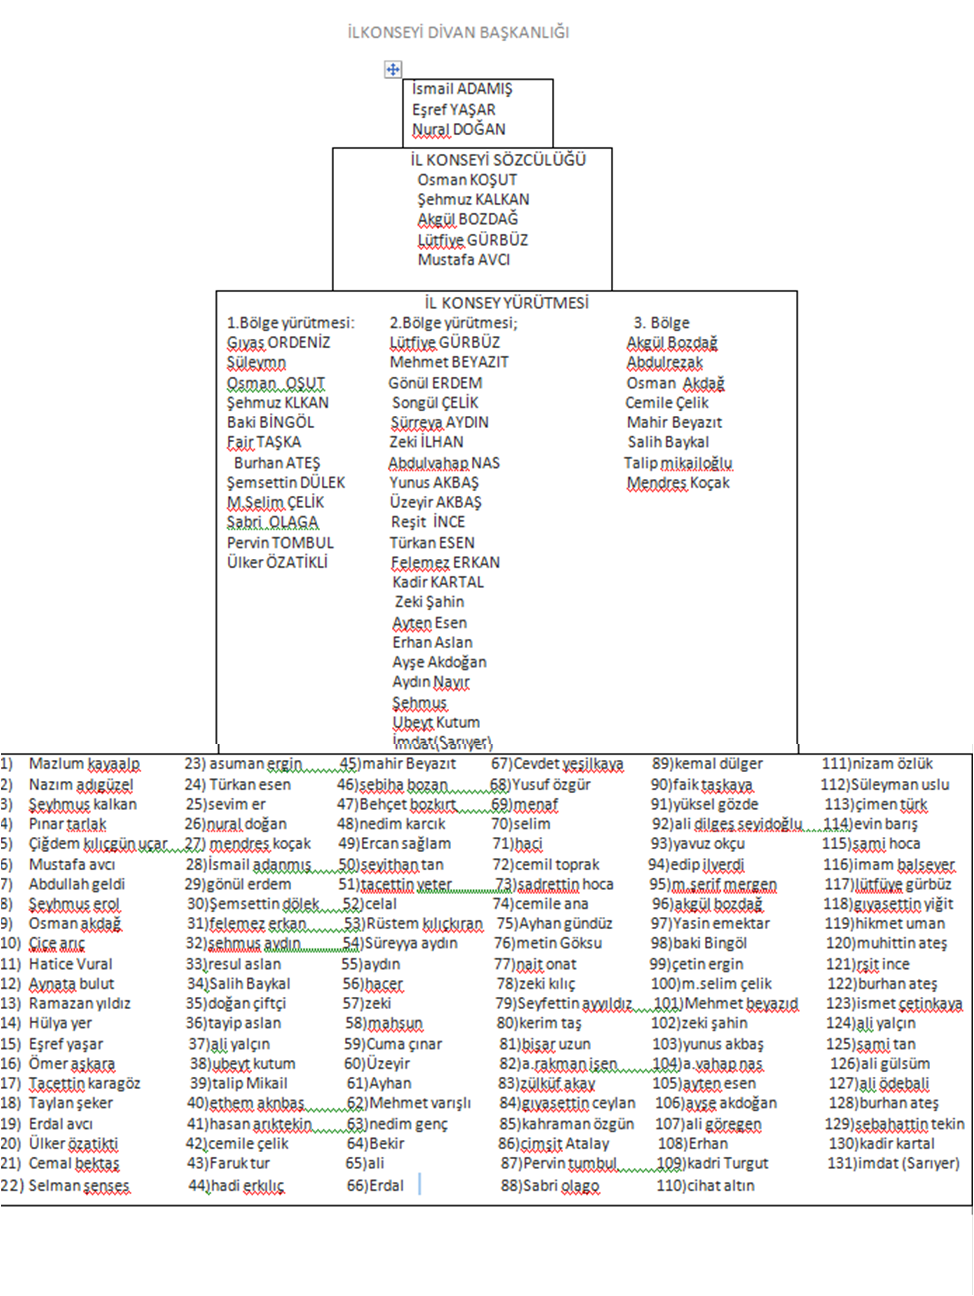 İLKONSEYİ DİVAN BAŞKANLIĞI
İsmail ADAMIŞ
Eşref YAŞAR
Nural DOĞAN
İL KONSEYİ SÖZCÜLÜĞÜ
Osman KOŞUT
Şehmuz KALKAN
Akgül BOZDAĞ
Lütfiye GÜRBÜZ
Mustafa AVCI
İL KONSEY YÜRÜTMESİ
1.Bölge yürütmesi:
Gıyas ORDENİZ
Süleymn
Osman OŞUT
Şehmuz KLKAN
Baki BİNGÖL
Fair TAŞKA
Burhan ATEŞ
Şemsettin DÜLEK
M.Selim ÇELİK
Sabri OLAGA
Pervin TOMBUL
Ülker ÖZATİKLİ
2.Bölge yürütmesi;
Lütfiye GÜRBÜZ
Mehmet BEYAZIT
Gönül ERDEM
Songül ÇELİK
Sürreya AYDIN
Zeki İLHAN
Abdulvahap NAS
Yunus AKBAŞ
Üzeyir AKBAŞ
Reşit İNCE
Türkan ESEN
Felemez ERKAN
Kadir KARTAL
Zeki Şahin
Ayten Esen
Erhan Aslan
Ayşe Akdoğan
Aydın Nayır
Şehmus
Ubeyt Kutum
İmdat(Sarıyer)
3. Bölge
Akgül Bozdağ
Abdulrezak
Osman Akdağ
Cemile Çelik
Mahir Beyazıt
Salih Baykal
Talip mikailoğlu
Mendres Koçak
1) Mazlum kayaalp 23) asuman ergin 45)mahir Beyazıt 67)Cevdet yeşilkaya 89)kemal dülger 111)nizam özlük
2) Nazım adıgüzel 24) Türkan esen 46)sebiha bozan 68)Yusuf özgür 90)faik taşkaya 112)Süleyman uslu
3) Şeyhmus kalkan 25)sevim er 47)Behçet bozkırt 69)menaf 91)yüksel gözde 113)çimen türk
4) Pınar tarlak 26)nural doğan 48)nedim karcık 70)selim 92)ali dilges seyidoğlu 114)evin barış
5) Çiğdem kılıçgün uçar 27) mendres koçak 49)Ercan sağlam 71)haci 93)yavuz okçu 115)sami hoca
6) Mustafa avcı 28)İsmail adanmış 50)seyithan tan 72)cemil toprak 94)edip ilverdi 116)imam balsever
7) Abdullah geldi 29)gönül erdem 51)tacettin yeter 73)sadrettin hoca 95)m.şerif mergen 117)lütfüye gürbüz
8) Şeyhmus erol 30)Şemsettin dölek 52)celal 74)cemile ana 96)akgül bozdağ 118)gıyasettin yiğit
9) Osman akdağ 31)felemez erkan 53)Rüstem kılıçkıran 75)Ayhan gündüz 97)Yasin emektar 119)hikmet uman
10) Çiçe arıç 32)sehmus aydın 54)Süreyya aydın 76)metin Göksu 98)baki Bingöl 120)muhittin ateş
11) Hatice Vural 33)resul aslan 55)aydın 77)nait onat 99)çetin ergin 121)rşit ince
12) Aynata bulut 34)Salih Baykal 56)hacer 78)zeki kılıç 100)m.selim çelik 122)burhan ateş
13) Ramazan yıldız 35)doğan çiftçi 57)zeki 79)Seyfettin ayyıldız 101)Mehmet beyazıd 123)ismet çetinkaya
14) Hülya yer 36)tayip aslan 58)mahsun 80)kerim taş 102)zeki şahin 124)ali yalçın
15) Eşref yaşar 37)ali yalçın 59)Cuma çınar 81)bişar uzun 103)yunus akbaş 125)sami tan
16) Ömer aşkara 38)ubeyt kutum 60)Üzeyir 82)a.rakman işen 104)a.vahap nas 126)ali gülsüm
17) Tacettin karagöz 39)talip Mikail 61)Ayhan 83)zülküf akay 105)ayten esen 127)ali ödebali
18) Taylan şeker 40)ethem aknbaş 62)Mehmet varışlı 84)gıyasettin ceylan 106)ayşe akdoğan 128)burhan ateş
19) Erdal avcı 41)hasan arıktekin 63)nedim genç 85)kahraman özgün 107)ali göregen 129)sebahattin tekin
20) Ülker özatikti 42)cemile çelik 64)Bekir 86)çimşit Atalay 108)Erhan 130)kadir kartal
21) Cemal bektaş 43)Faruk tur 65)ali 87)Pervin tumbul 109)kadri Turgut 131)imdat (Sarıyer)
22) Selman şenses 44)hadi erkılıç 66)Erdal 88)Sabri olago 110)cihat altın